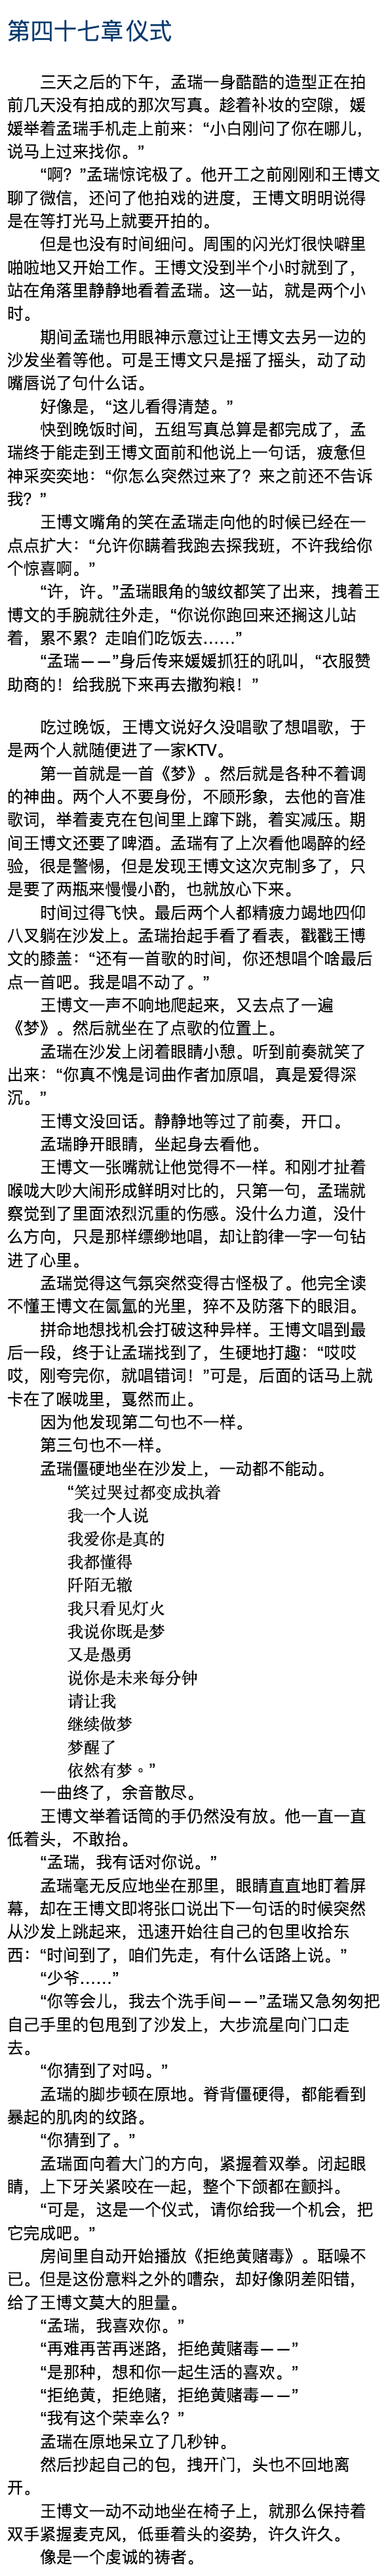 第四十七章 仪式
三天之后的下午，孟瑞一身酷酷的造型正在拍
前几天没有拍成的那次写真。趁着补妆的空隙，媛
媛举着孟瑞手机走上前来：“小白刚问了你在哪儿，
说马上过来找你。”
“啊？”孟瑞惊诧极了。他开工之前刚刚和王博文
聊了微信，还问了他拍戏的进度，王博文明明说得
是在等打光马上就要开拍的。
但是也没有时间细问。周围的闪光灯很快噼里
啪啦地又开始工作。王博文没到半个小时就到了，
站在角落里静静地看着孟瑞。这一站，就是两个小
时。
期间孟瑞也用眼神示意过让王博文去另一边的
沙发坐着等他。可是王博文只是摇了摇头，动了动
嘴唇说了句什么话。
好像是，“这儿看得清楚。”
快到晚饭时间，五组写真总算是都完成了，孟
瑞终于能走到王博文面前和他说上一句话，疲惫但
神采奕奕地：“你怎么突然过来了？来之前还不告诉
我？”
王博文嘴角的笑在孟瑞走向他的时候已经在一
点点扩大：“允许你瞒着我跑去探我班，不许我给你
个惊喜啊。”
“许，许。”孟瑞眼角的皱纹都笑了出来，拽着王
博文的手腕就往外走，“你说你跑回来还搁这儿站
着，累不累？走咱们吃饭去……”
“孟瑞——”身后传来媛媛抓狂的吼叫，“衣服赞
助商的！给我脱下来再去撒狗粮！”
吃过晚饭，王博文说好久没唱歌了想唱歌，于
是两个人就随便进了一家KTV。
第一首就是一首《梦》。然后就是各种不着调
的神曲。两个人不要身份，不顾形象，去他的音准
歌词，举着麦克在包间里上蹿下跳，着实减压。期
间王博文还要了啤酒。孟瑞有了上次看他喝醉的经
验，很是警惕，但是发现王博文这次克制多了，只
是要了两瓶来慢慢小酌，也就放心下来。
时间过得飞快。最后两个人都精疲力竭地四仰
八叉躺在沙发上。孟瑞抬起手看了看表，戳戳王博
文的膝盖：“还有一首歌的时间，你还想唱个啥最后
点一首吧。我是唱不动了。”
王博文一声不响地爬起来，又去点了一遍
《梦》。然后就坐在了点歌的位置上。
孟瑞在沙发上闭着眼睛小憩。听到前奏就笑了
出来：“你真不愧是词曲作者加原唱，真是爱得深
沉。”
王博文没回话。静静地等过了前奏，开口。
孟瑞睁开眼睛，坐起身去看他。
王博文一张嘴就让他觉得不一样。和刚才扯着
喉咙大吵大闹形成鲜明对比的，只第一句，孟瑞就
察觉到了里面浓烈沉重的伤感。没什么力道，没什
么方向，只是那样缥缈地唱，却让韵律一字一句钻
进了心里。
孟瑞觉得这气氛突然变得古怪极了。他完全读
不懂王博文在氤氲的光里，猝不及防落下的眼泪。
拼命地想找机会打破这种异样。王博文唱到最
后一段，终于让孟瑞找到了，生硬地打趣：“哎哎
哎，刚夸完你，就唱错词！”可是，后面的话马上就
卡在了喉咙里，戛然而止。
因为他发现第二句也不一样。
第三句也不一样。
孟瑞僵硬地坐在沙发上，一动都不能动。
“笑过哭过都变成执着
我一个人说
我爱你是真的
我都懂得
阡陌无辙
我只看见灯火
我说你既是梦
又是愚勇
说你是未来每分钟
请让我
继续做梦
梦醒了
依然有梦。”
一曲终了，余音散尽。
王博文举着话筒的手仍然没有放。他一直一直
低着头，不敢抬。
“孟瑞，我有话对你说。”
孟瑞毫无反应地坐在那里，眼睛直直地盯着屏
幕，却在王博文即将张口说出下一句话的时候突然
从沙发上跳起来，迅速开始往自己的包里收拾东
西：“时间到了，咱们先走，有什么话路上说。”
“少爷……”
“你等会儿，我去个洗手间——”孟瑞又急匆匆把
自己手里的包甩到了沙发上，大步流星向门口走
去。
“你猜到了对吗。”
孟瑞的脚步顿在原地。脊背僵硬得，都能看到
暴起的肌肉的纹路。
“你猜到了。”
孟瑞面向着大门的方向，紧握着双拳。闭起眼
睛，上下牙关紧咬在一起，整个下颌都在颤抖。
“可是，这是一个仪式，请你给我一个机会，把
它完成吧。”
房间里自动开始播放《拒绝黄赌毒》。聒噪不
已。但是这份意料之外的嘈杂，却好像阴差阳错，
给了王博文莫大的胆量。
“孟瑞，我喜欢你。”
“再难再苦再迷路，拒绝黄赌毒——”
“是那种，想和你一起生活的喜欢。”
“拒绝黄，拒绝赌，拒绝黄赌毒——”
“我有这个荣幸么？”
孟瑞在原地呆立了几秒钟。
然后抄起自己的包，拽开门，头也不回地离
开。
王博文一动不动地坐在椅子上，就那么保持着
双手紧握麦克风，低垂着头的姿势，许久许久。
像是一个虔诚的祷者。